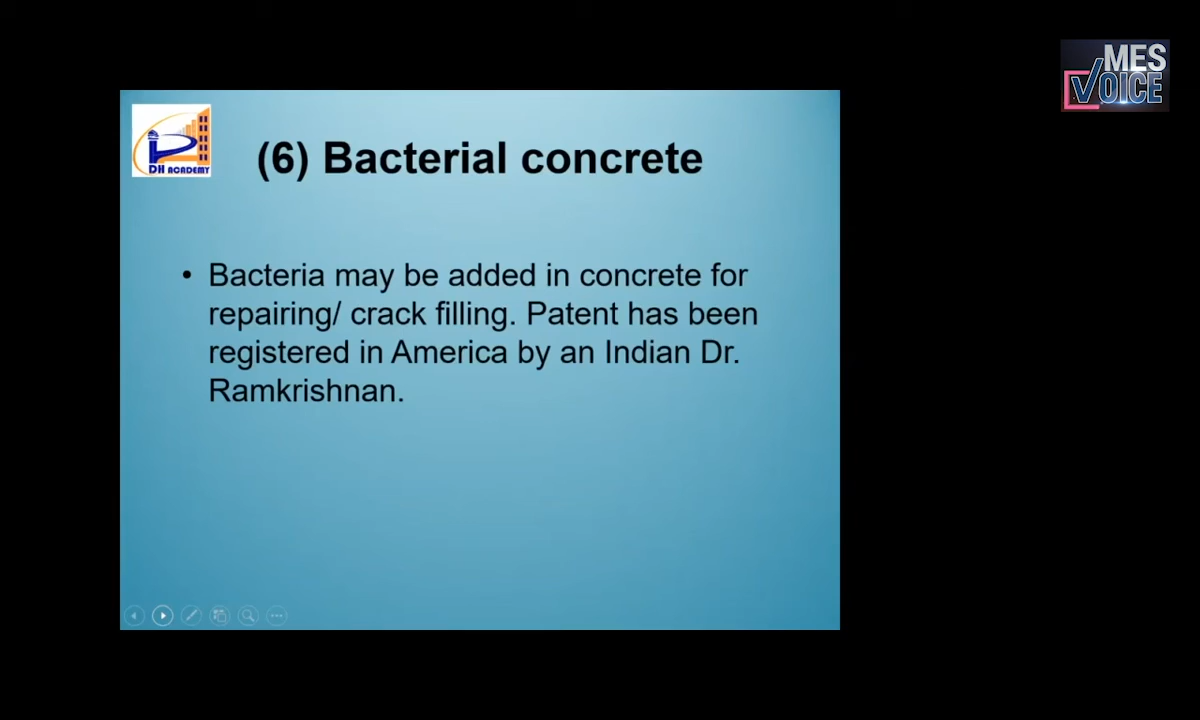 MES
VOICE
DH ACADEMY
(6) Bacterial concrete
• Bacteria may be added in concrete for
repairing/ crack filling. Patent has been
registered in America by an Indian Dr.
Ramkrishnan.